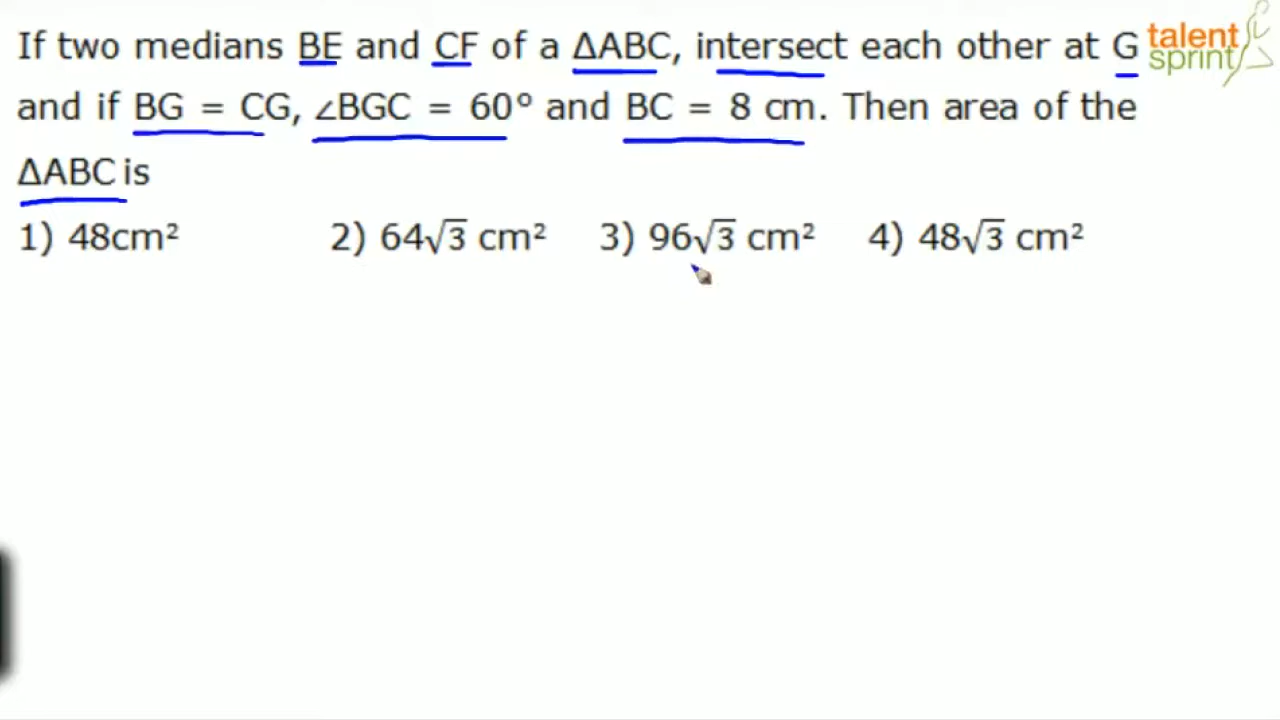 If two medians BE and CF of a ΔABC, intersect each other at G
talent
sprint
and if BG = CG, ∠BGC = 60° and BC = 8 cm. Then area of the
ΔABC is
1) 48cm² 2) 64√3 cm² 3) 96√3 cm² 4) 48√3 cm²